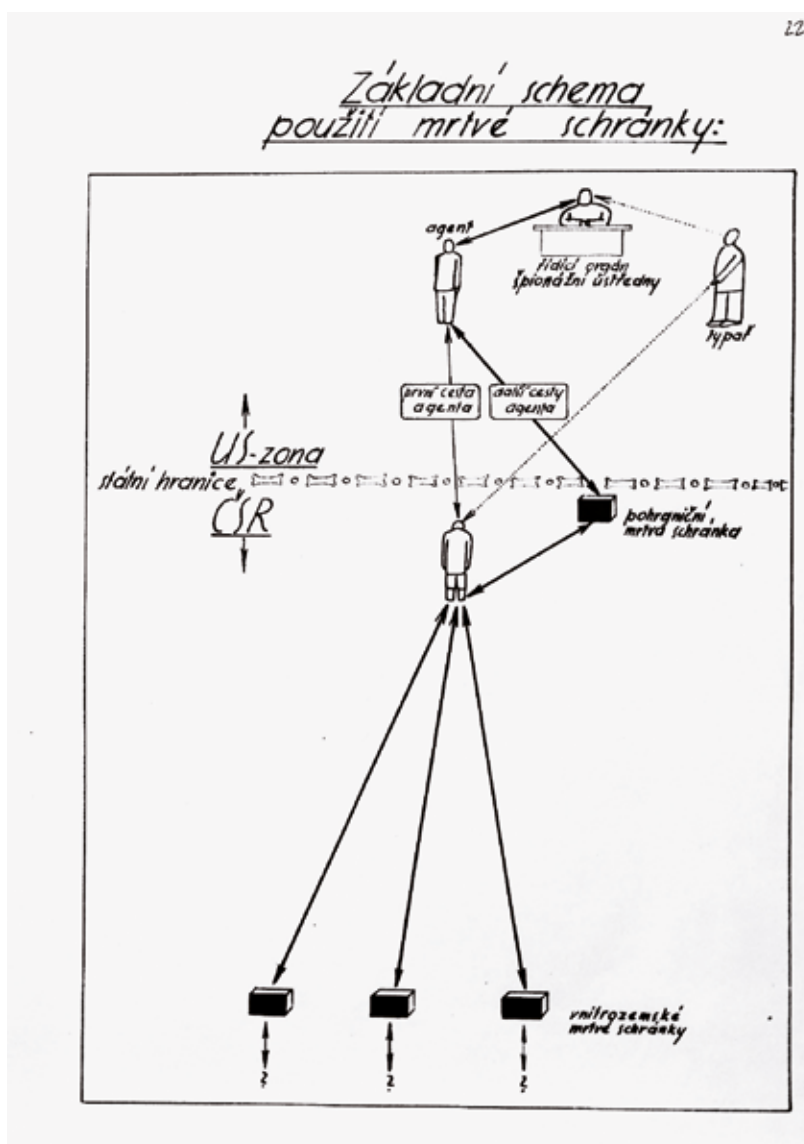 22
Základní schema
použití mrtvé schránky:
agent
řídící orgán
špionážní ústředny
typař
první cesta
agenta
další cesty
agenta
US-zona
státní hranice
ČSR
pohraniční
mrtvá schránka
vnitrozemské
mrtvé schránky
? ? ?